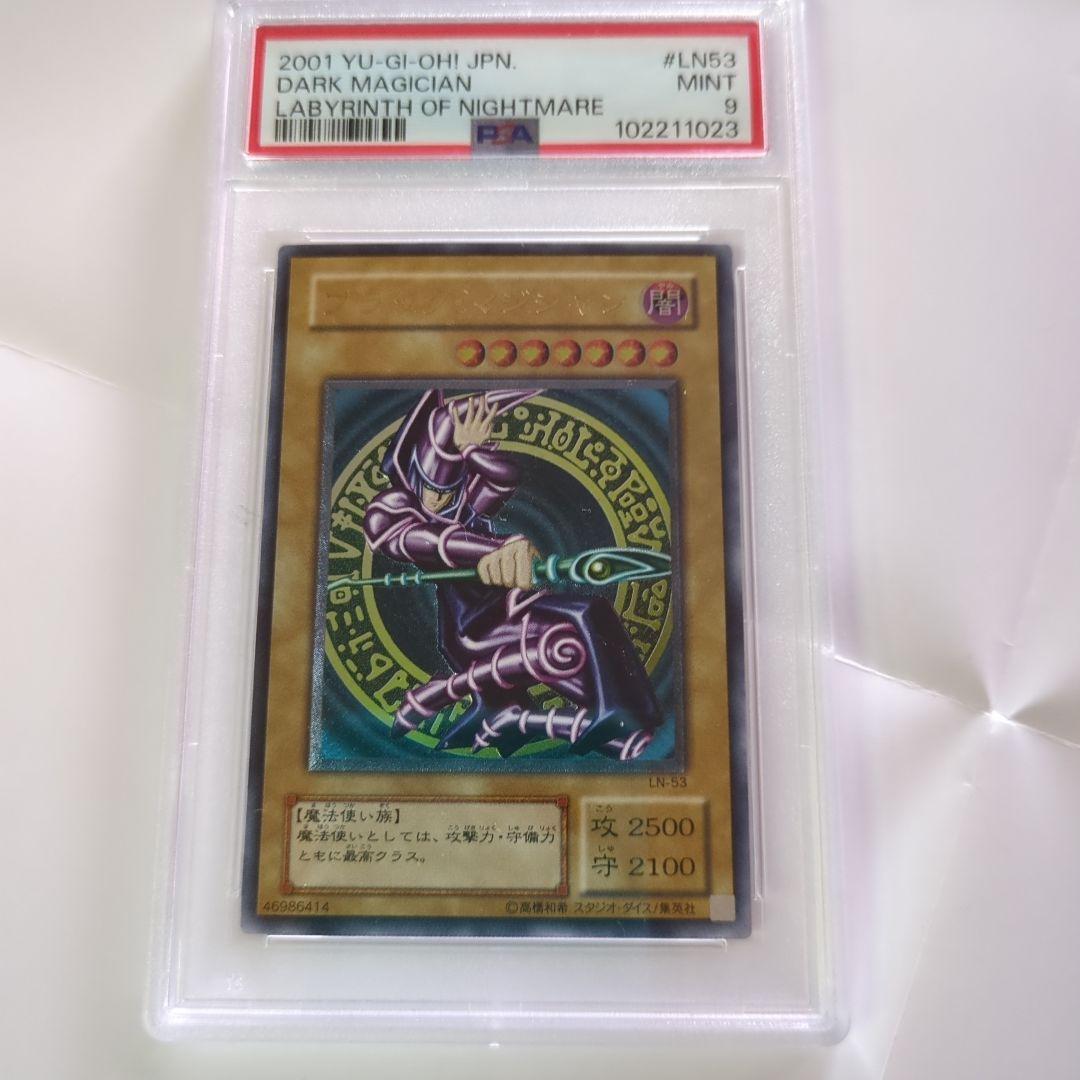 2001 YU-GI-OH! JPN. #LN53
DARK MAGICIAN MINT
LABYRINTH OF NIGHTMARE 9
PSA 102211023
ブラック・マジシャン
闇
LN-53
【魔法使い族】
魔法使いとしては、攻撃力・守備力
ともに最高クラス。
攻 2500
守 2100
46986414 ©高橋和希 スタジオ・ダイス/集英社